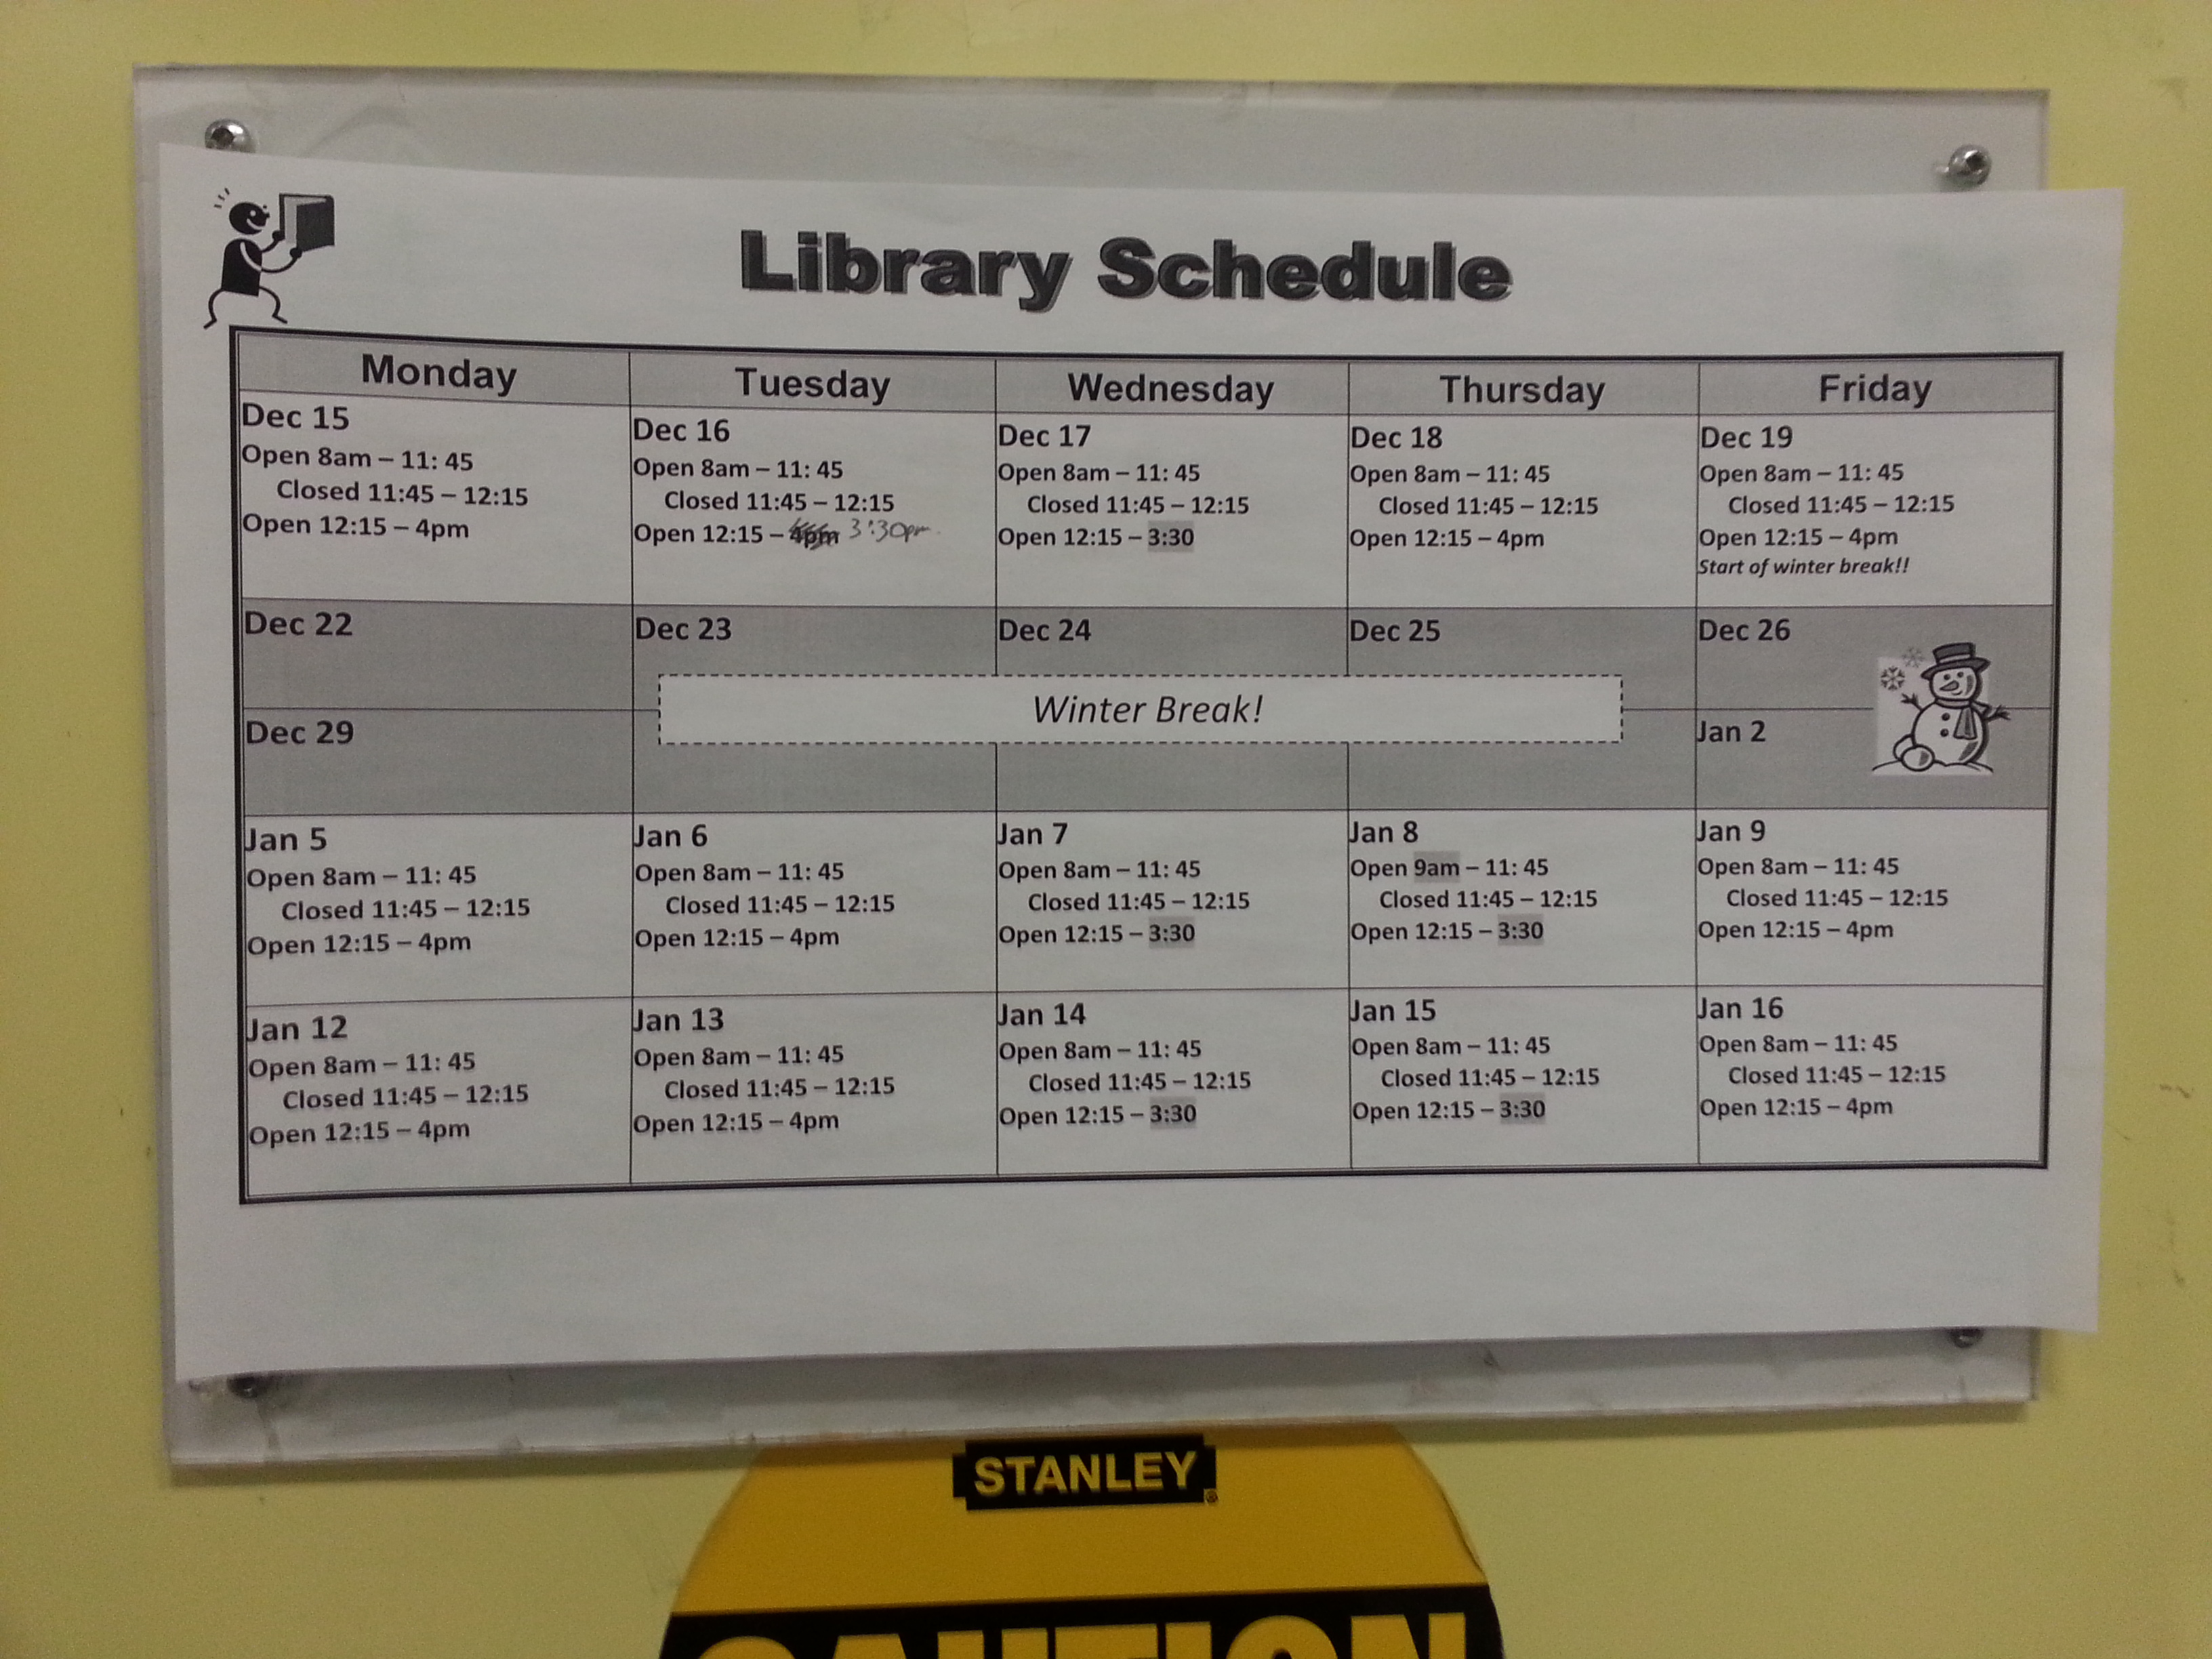 Library Schedule
Monday Tuesday Wednesday Thursday Friday
Dec 15
Open 8am – 11: 45
Closed 11:45 – 12:15
Open 12:15 – 4pm
Dec 16
Open 8am – 11: 45
Closed 11:45 – 12:15
Open 12:15 – 4pm 3:30pm
Dec 17
Open 8am – 11: 45
Closed 11:45 – 12:15
Open 12:15 – 3:30
Dec 18
Open 8am – 11: 45
Closed 11:45 – 12:15
Open 12:15 – 4pm
Dec 19
Open 8am – 11: 45
Closed 11:45 – 12:15
Open 12:15 – 4pm
Start of winter break!!
Dec 22
Dec 23
Dec 24
Dec 25
Dec 26
Winter Break!
Dec 29
Jan 2
Jan 5
Open 8am – 11: 45
Closed 11:45 – 12:15
Open 12:15 – 4pm
Jan 6
Open 8am – 11: 45
Closed 11:45 – 12:15
Open 12:15 – 4pm
Jan 7
Open 8am – 11: 45
Closed 11:45 – 12:15
Open 12:15 – 3:30
Jan 8
Open 9am – 11: 45
Closed 11:45 – 12:15
Open 12:15 – 3:30
Jan 9
Open 8am – 11: 45
Closed 11:45 – 12:15
Open 12:15 – 4pm
Jan 12
Open 8am – 11: 45
Closed 11:45 – 12:15
Open 12:15 – 4pm
Jan 13
Open 8am – 11: 45
Closed 11:45 – 12:15
Open 12:15 – 4pm
Jan 14
Open 8am – 11: 45
Closed 11:45 – 12:15
Open 12:15 – 3:30
Jan 15
Open 8am – 11: 45
Closed 11:45 – 12:15
Open 12:15 – 3:30
Jan 16
Open 8am – 11: 45
Closed 11:45 – 12:15
Open 12:15 – 4pm
STANLEY
CAUTION